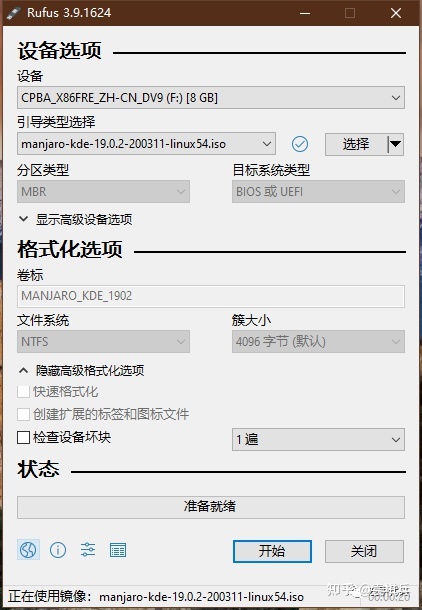 Rufus 3.9.1624
设备选项
设备
CPBA_X86FRE_ZH-CN_DV9 (F:) [8 GB]
引导类型选择
manjaro-kde-19.0.2-200311-linux54.iso
选择
分区类型 目标系统类型
MBR BIOS 或 UEFI
显示高级设备选项
格式化选项
卷标
MANJARO_KDE_1902
文件系统 簇大小
NTFS 4096 字节 (默认)
隐藏高级格式化选项
快速格式化
创建扩展的标签和图标文件
检查设备坏块 1 遍
状态
准备就绪
开始 关闭
正在使用镜像: manjaro-kde-19.0.2-200311-linux54.iso
知乎